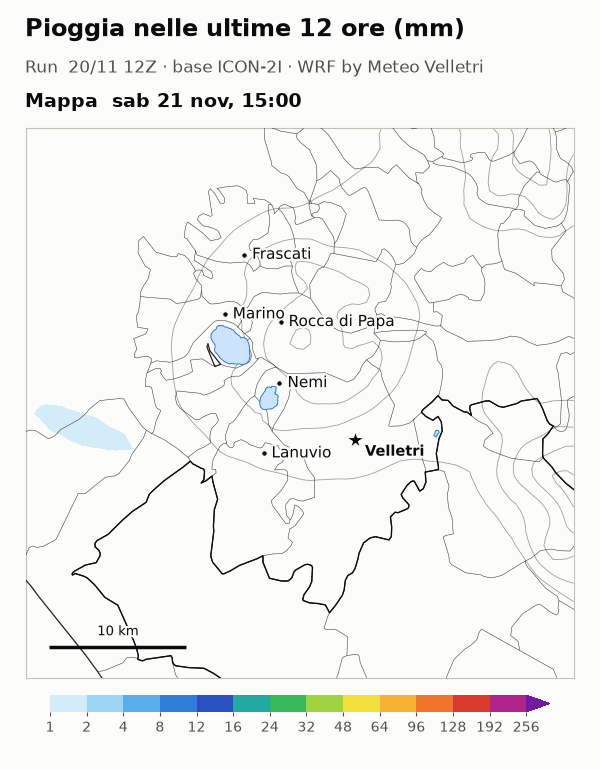 Pioggia nelle ultime 12 ore (mm)
Run 20/11 12Z · base ICON-2I · WRF by Meteo Velletri
Mappa sab 21 nov, 15:00
Frascati
Marino
Rocca di Papa
Nemi
Velletri
Lanuvio
10 km
1 2 4 8 12 16 24 32 48 64 96 128 192 256